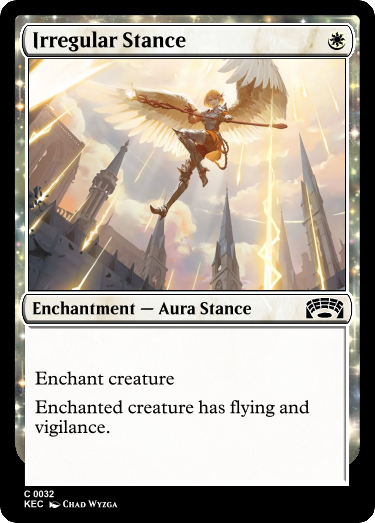 Irregular Stance
Enchantment — Aura Stance
Enchant creature
Enchanted creature has flying and
vigilance.
C 0032
KEC Chad Wyzga